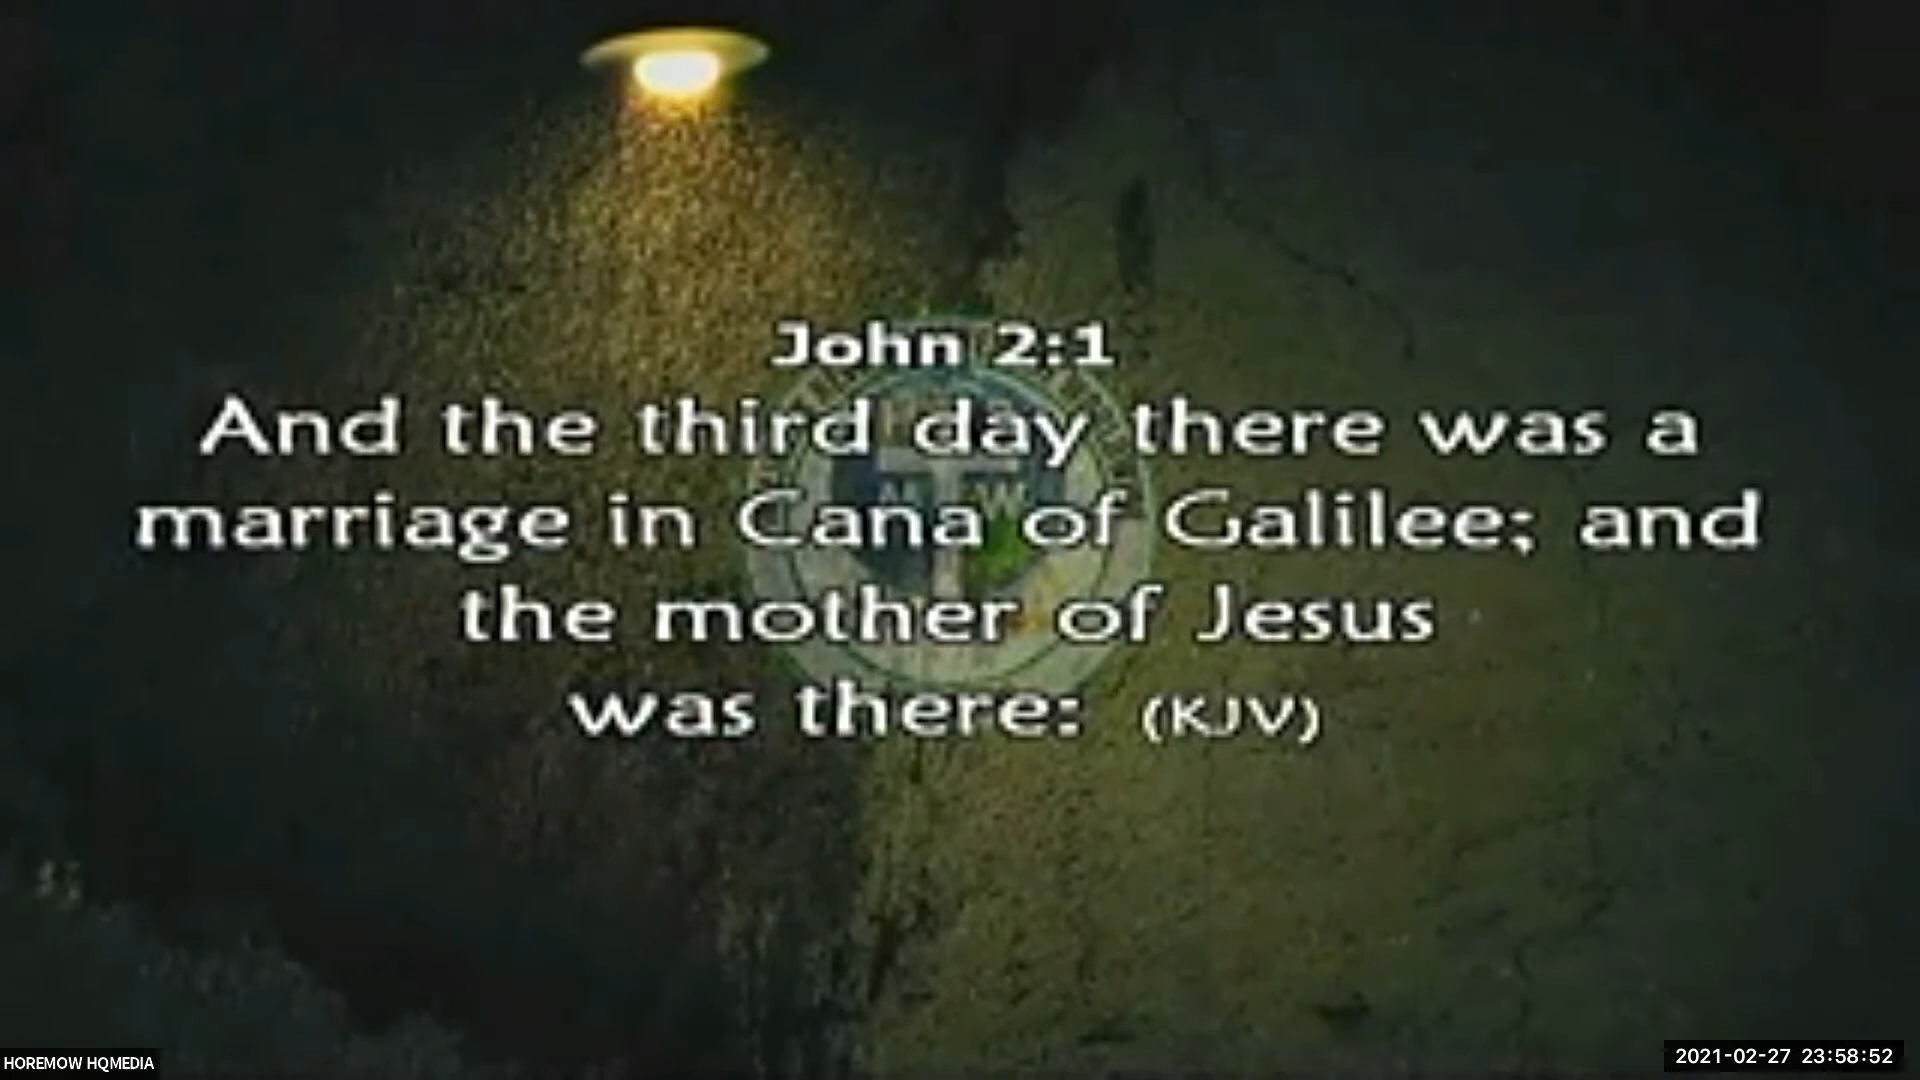 John 2:1
And the third day there was a
marriage in Cana of Galilee; and
the mother of Jesus
was there: (KJV)
HOREMOW HQMEDIA
2021-02-27 23:58:52